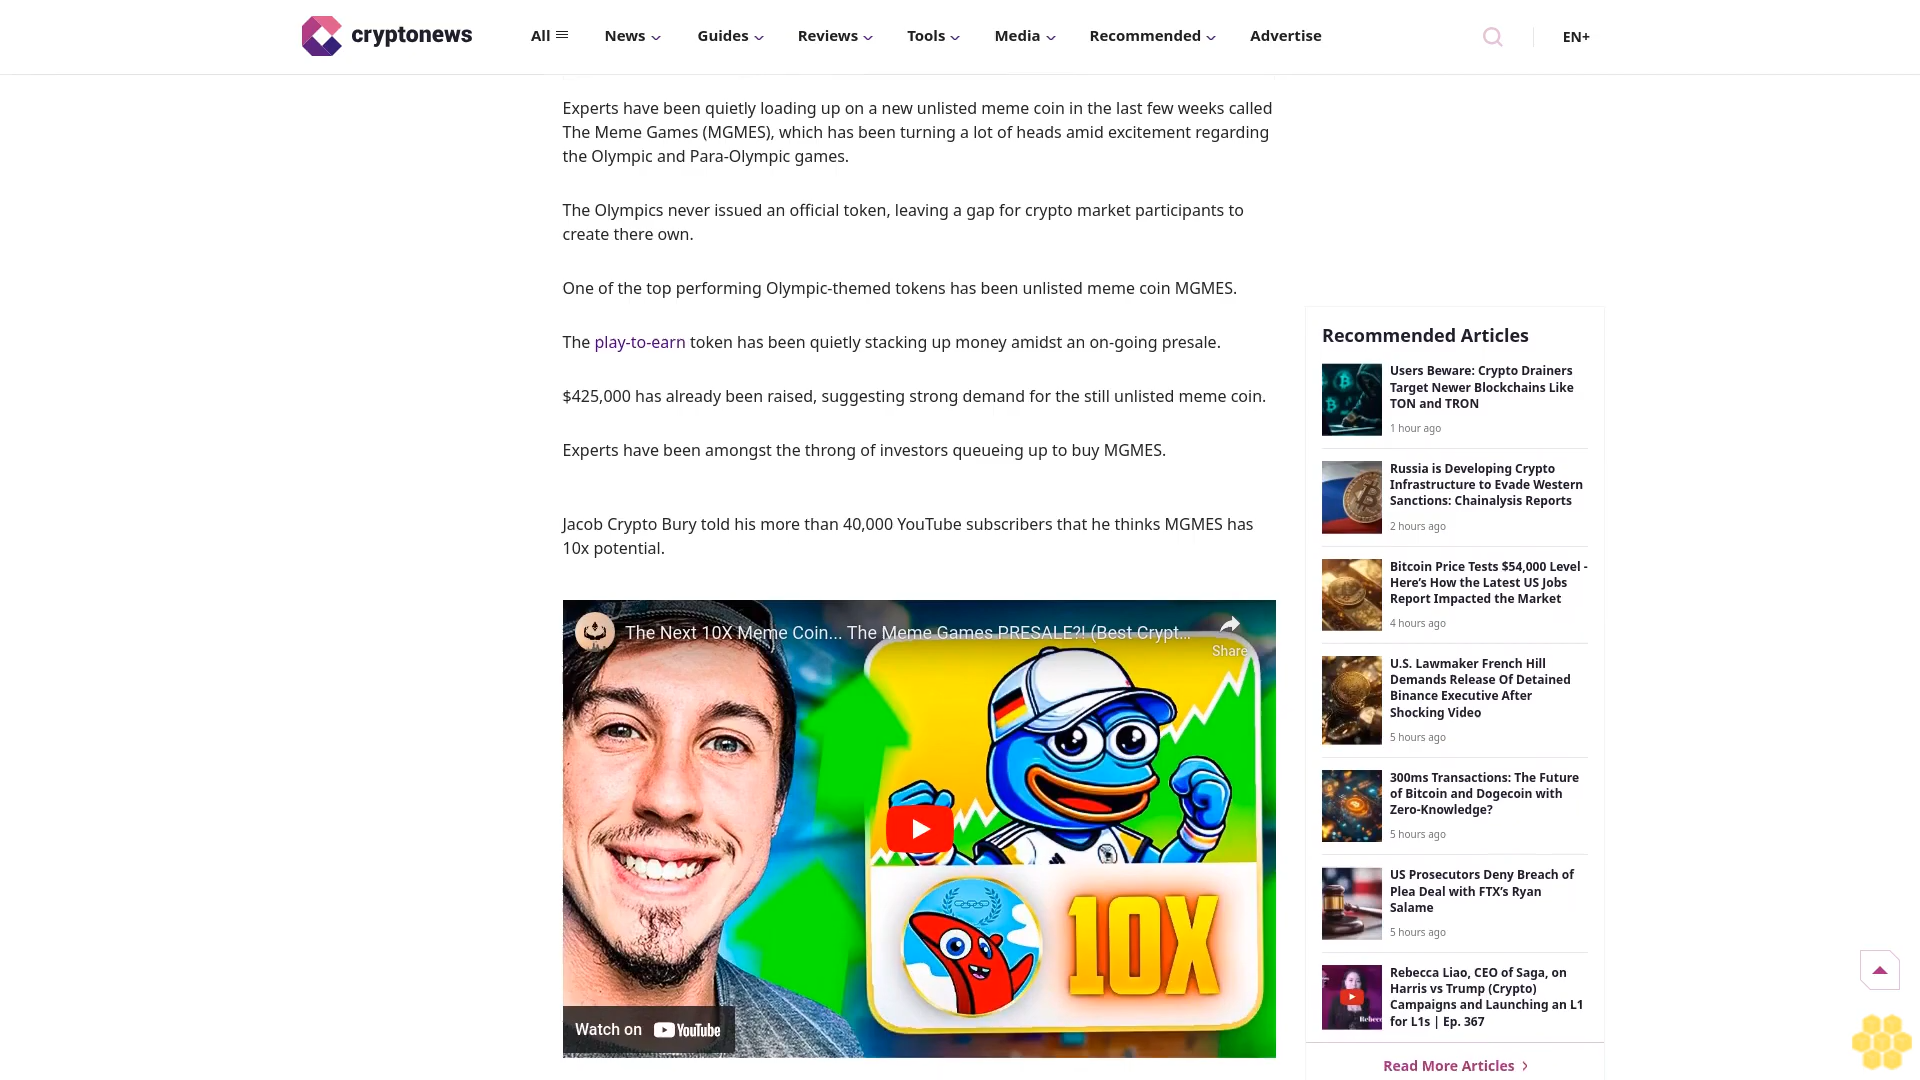 cryptonews
All
News
Guides
Reviews
Tools
Media
Recommended
Advertise
EN+
Experts have been quietly loading up on a new unlisted meme coin in the last few weeks called
The Meme Games (MGMES), which has been turning a lot of heads amid excitement regarding
the Olympic and Para-Olympic games.
The Olympics never issued an official token, leaving a gap for crypto market participants to
create there own.
One of the top performing Olympic-themed tokens has been unlisted meme coin MGMES.
The play-to-earn token has been quietly stacking up money amidst an on-going presale.
$425,000 has already been raised, suggesting strong demand for the still unlisted meme coin.
Experts have been amongst the throng of investors queueing up to buy MGMES.
Jacob Crypto Bury told his more than 40,000 YouTube subscribers that he thinks MGMES has
10x potential.
The Next 10X Meme Coin... The Meme Games PRESALE?! (Best Crypt...
Share
10X
Watch on YouTube
Recommended Articles
Users Beware: Crypto Drainers
Target Newer Blockchains Like
TON and TRON
1 hour ago
Russia is Developing Crypto
Infrastructure to Evade Western
Sanctions: Chainalysis Reports
2 hours ago
Bitcoin Price Tests $54,000 Level -
Here’s How the Latest US Jobs
Report Impacted the Market
4 hours ago
U.S. Lawmaker French Hill
Demands Release Of Detained
Binance Executive After
Shocking Video
5 hours ago
300ms Transactions: The Future
of Bitcoin and Dogecoin with
Zero-Knowledge?
5 hours ago
US Prosecutors Deny Breach of
Plea Deal with FTX’s Ryan
Salame
5 hours ago
Rebecca Liao, CEO of Saga, on
Harris vs Trump (Crypto)
Campaigns and Launching an L1
for L1s | Ep. 367
Read More Articles